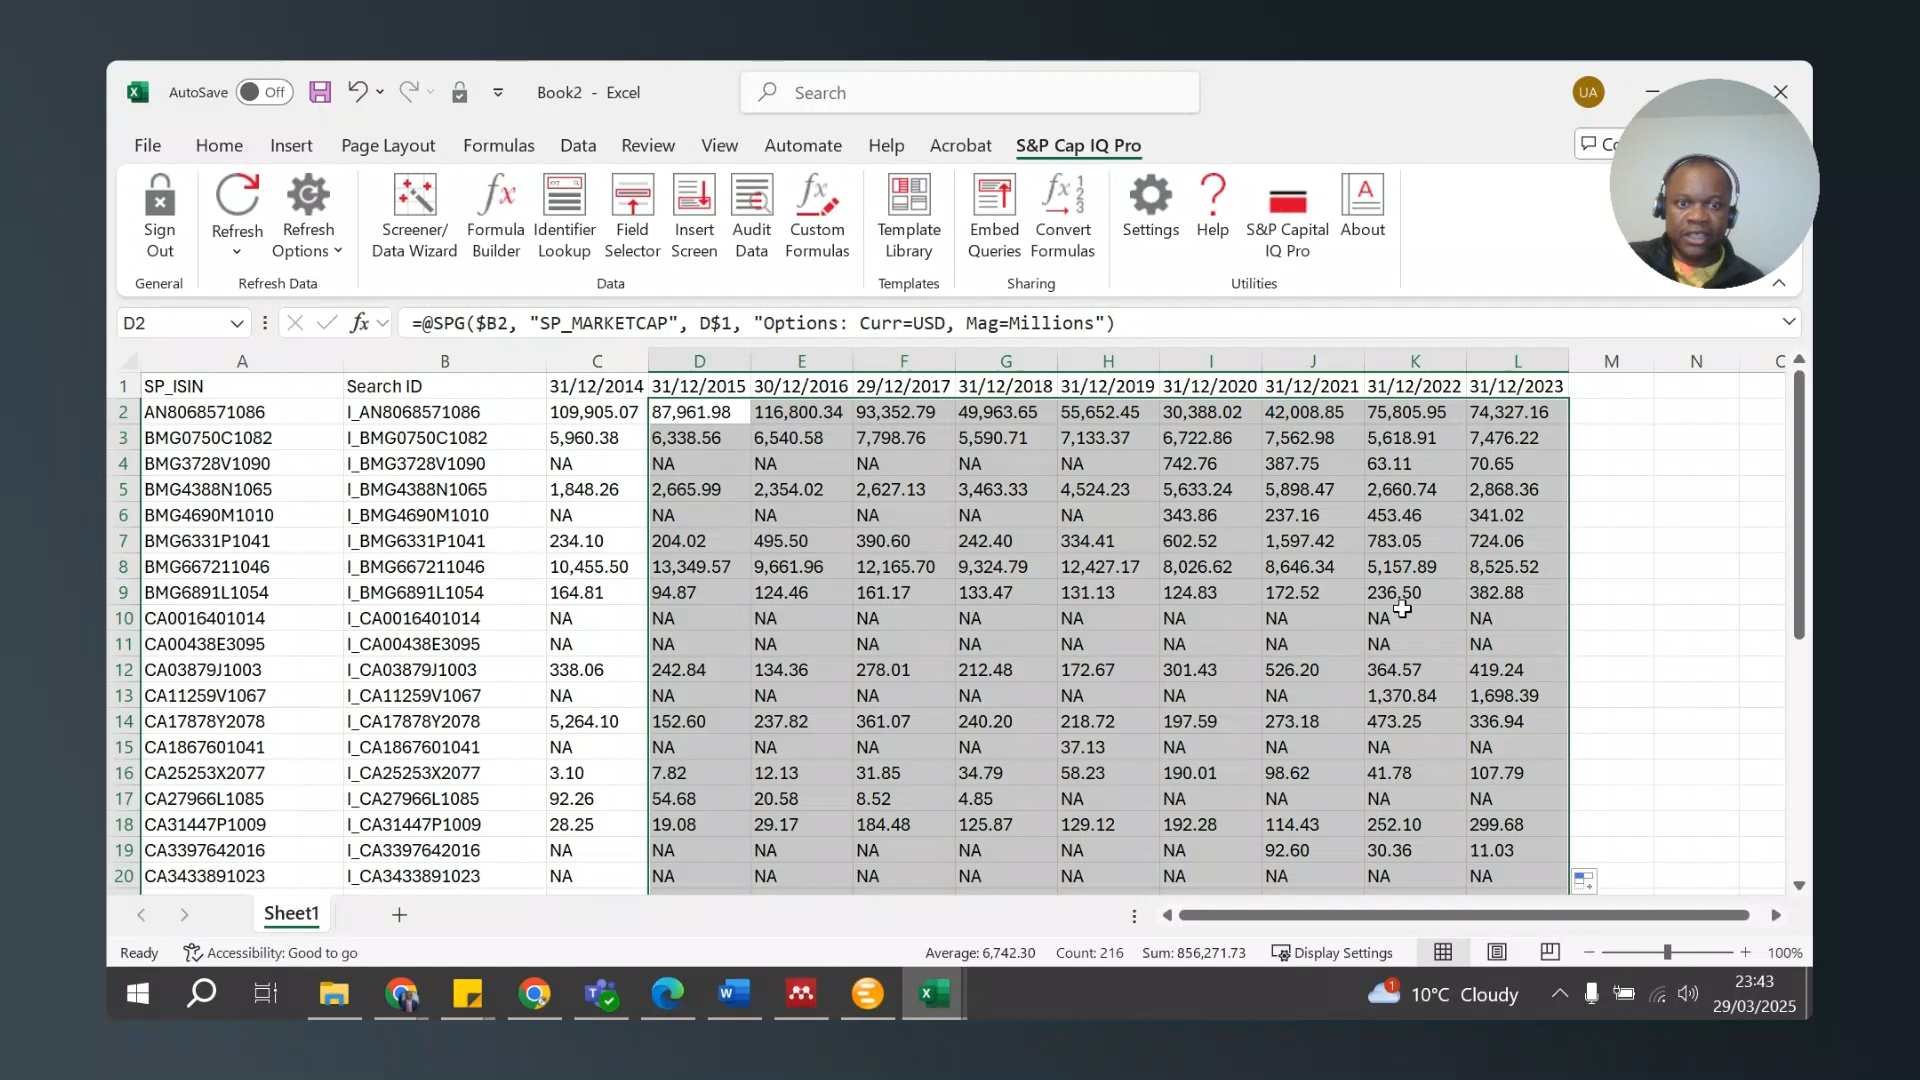 AutoSave Off Book2 - Excel Search UA
File Home Insert Page Layout Formulas Data Review View Automate Help Acrobat S&P Cap IQ Pro
Sign Out Refresh Refresh Options Screener/ Data Wizard Formula Builder Identifier Lookup Field Selector Insert Screen Audit Data Custom Formulas Template Library Embed Queries Convert Formulas Settings Help S&P Capital IQ Pro About
General Refresh Data Data Templates Sharing Utilities
D2 fx =@SPG($B2, "SP_MARKETCAP", D$1, "Options: Curr=USD, Mag=Millions")
A B C D E F G H I J K L M N
1 SP_ISIN Search ID 31/12/2014 31/12/2015 30/12/2016 29/12/2017 31/12/2018 31/12/2019 31/12/2020 31/12/2021 31/12/2022 31/12/2023
2 AN8068571086 I_AN8068571086 109,905.07 87,961.98 116,800.34 93,352.79 49,963.65 55,652.45 30,388.02 42,008.85 75,805.95 74,327.16
3 BMG0750C1082 I_BMG0750C1082 5,960.38 6,338.56 6,540.58 7,798.76 5,590.71 7,133.37 6,722.86 7,562.98 5,618.91 7,476.22
4 BMG3728V1090 I_BMG3728V1090 NA NA NA NA NA NA 742.76 387.75 63.11 70.65
5 BMG4388N1065 I_BMG4388N1065 1,848.26 2,665.99 2,354.02 2,627.13 3,463.33 4,524.23 5,633.24 5,898.47 2,660.74 2,868.36
6 BMG4690M1010 I_BMG4690M1010 NA NA NA NA NA NA 343.86 237.16 453.46 341.02
7 BMG6331P1041 I_BMG6331P1041 234.10 204.02 495.50 390.60 242.40 334.41 602.52 1,597.42 783.05 724.06
8 BMG667211046 I_BMG667211046 10,455.50 13,349.57 9,661.96 12,165.70 9,324.79 12,427.17 8,026.62 8,646.34 5,157.89 8,525.52
9 BMG6891L1054 I_BMG6891L1054 164.81 94.87 124.46 161.17 133.47 131.13 124.83 172.52 236.50 382.88
10 CA0016401014 I_CA0016401014 NA NA NA NA NA NA NA NA NA NA
11 CA00438E3095 I_CA00438E3095 NA NA NA NA NA NA NA NA NA NA
12 CA03879J1003 I_CA03879J1003 338.06 242.84 134.36 278.01 212.48 172.67 301.43 526.20 364.57 419.24
13 CA11259V1067 I_CA11259V1067 NA NA NA NA NA NA NA NA 1,370.84 1,698.39
14 CA17878Y2078 I_CA17878Y2078 5,264.10 152.60 237.82 361.07 240.20 218.72 197.59 273.18 473.25 336.94
15 CA1867601041 I_CA1867601041 NA NA NA NA NA 37.13 NA NA NA NA
16 CA25253X2077 I_CA25253X2077 3.10 7.82 12.13 31.85 34.79 58.23 190.01 98.62 41.78 107.79
17 CA27966L1085 I_CA27966L1085 92.26 54.68 20.58 8.52 4.85 NA NA NA NA NA
18 CA31447P1009 I_CA31447P1009 28.25 19.08 29.17 184.48 125.87 129.12 192.28 114.43 252.10 299.68
19 CA3397642016 I_CA3397642016 NA NA NA NA NA NA NA 92.60 30.36 11.03
20 CA3433891023 I_CA3433891023 NA NA NA NA NA NA NA NA NA NA
Sheet1
Ready Accessibility: Good to go Average: 6,742.30 Count: 216 Sum: 856,271.73 Display Settings 100%
1 10°C Cloudy 23:43
29/03/2025